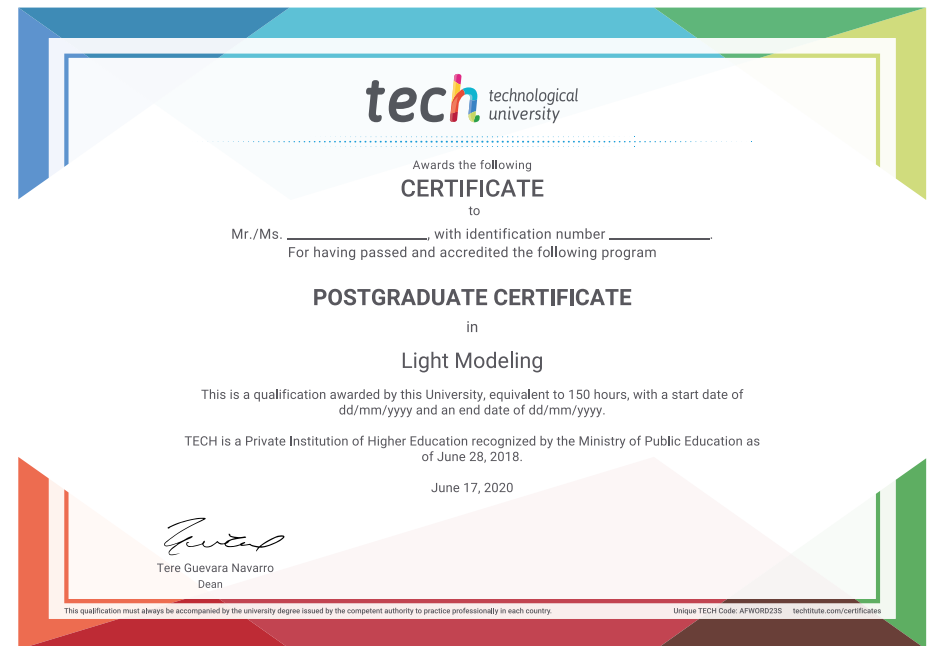 tech technological
university
Awards the following
CERTIFICATE
to
Mr./Ms. ____________________, with identification number ______________.
For having passed and accredited the following program
POSTGRADUATE CERTIFICATE
in
Light Modeling
This is a qualification awarded by this University, equivalent to 150 hours, with a start date of
dd/mm/yyyy and an end date of dd/mm/yyyy.
TECH is a Private Institution of Higher Education recognized by the Ministry of Public Education as
of June 28, 2018.
June 17, 2020
Tere Guevara Navarro
Dean
This qualification must always be accompanied by the university degree issued by the competent authority to practice professionally in each country.
Unique TECH Code: AFWORD23S techtitute.com/certificates